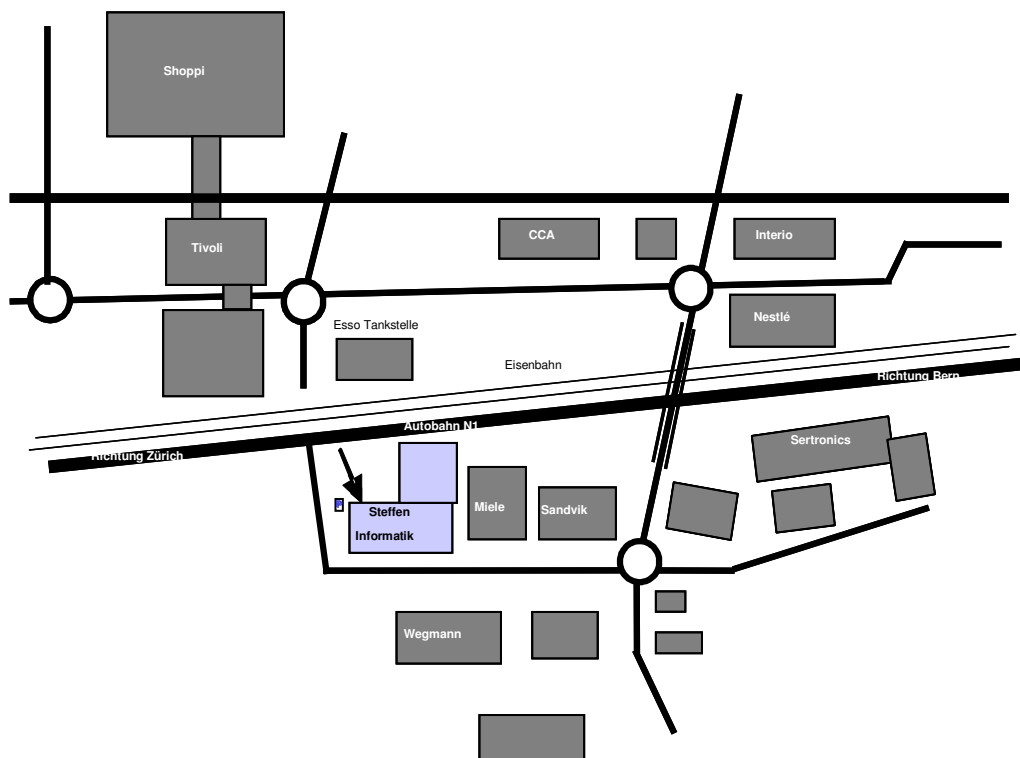 Shoppi
Tivoli
CCA
Interio
Nestlé
Esso Tankstelle
Eisenbahn
Richtung Bern
Autobahn N1
Richtung Zürich
Sertronics
Steffen
Informatik
Miele
Sandvik
Wegmann